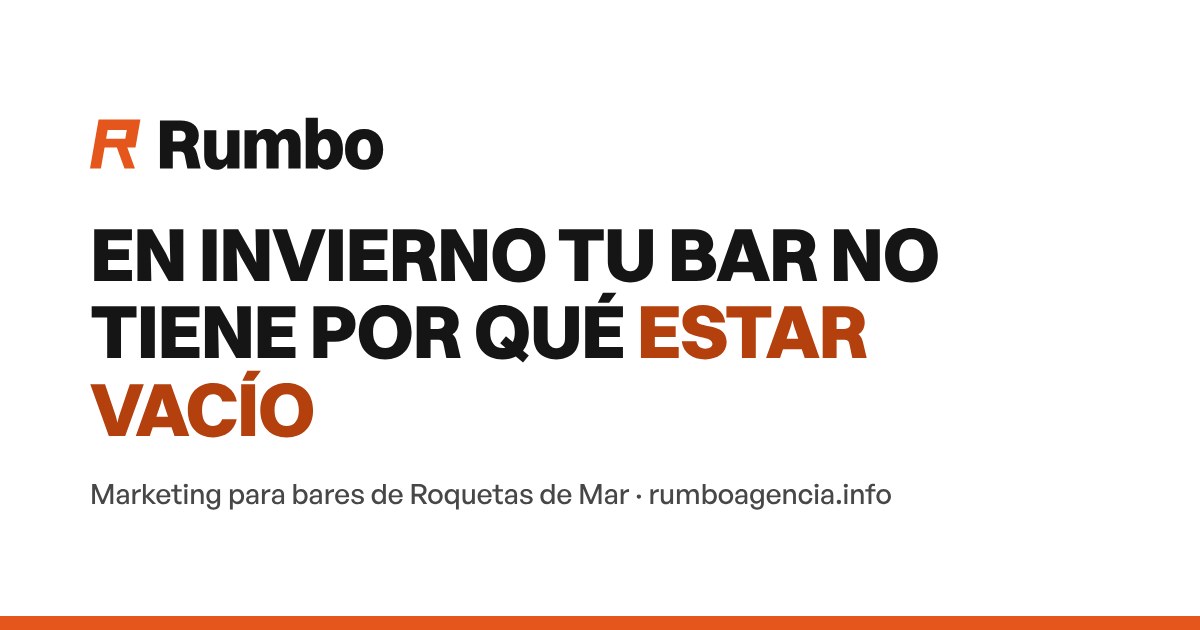 R Rumbo
EN INVIERNO TU BAR NO
TIENE POR QUÉ ESTAR
VACÍO
Marketing para bares de Roquetas de Mar · rumboagencia.info